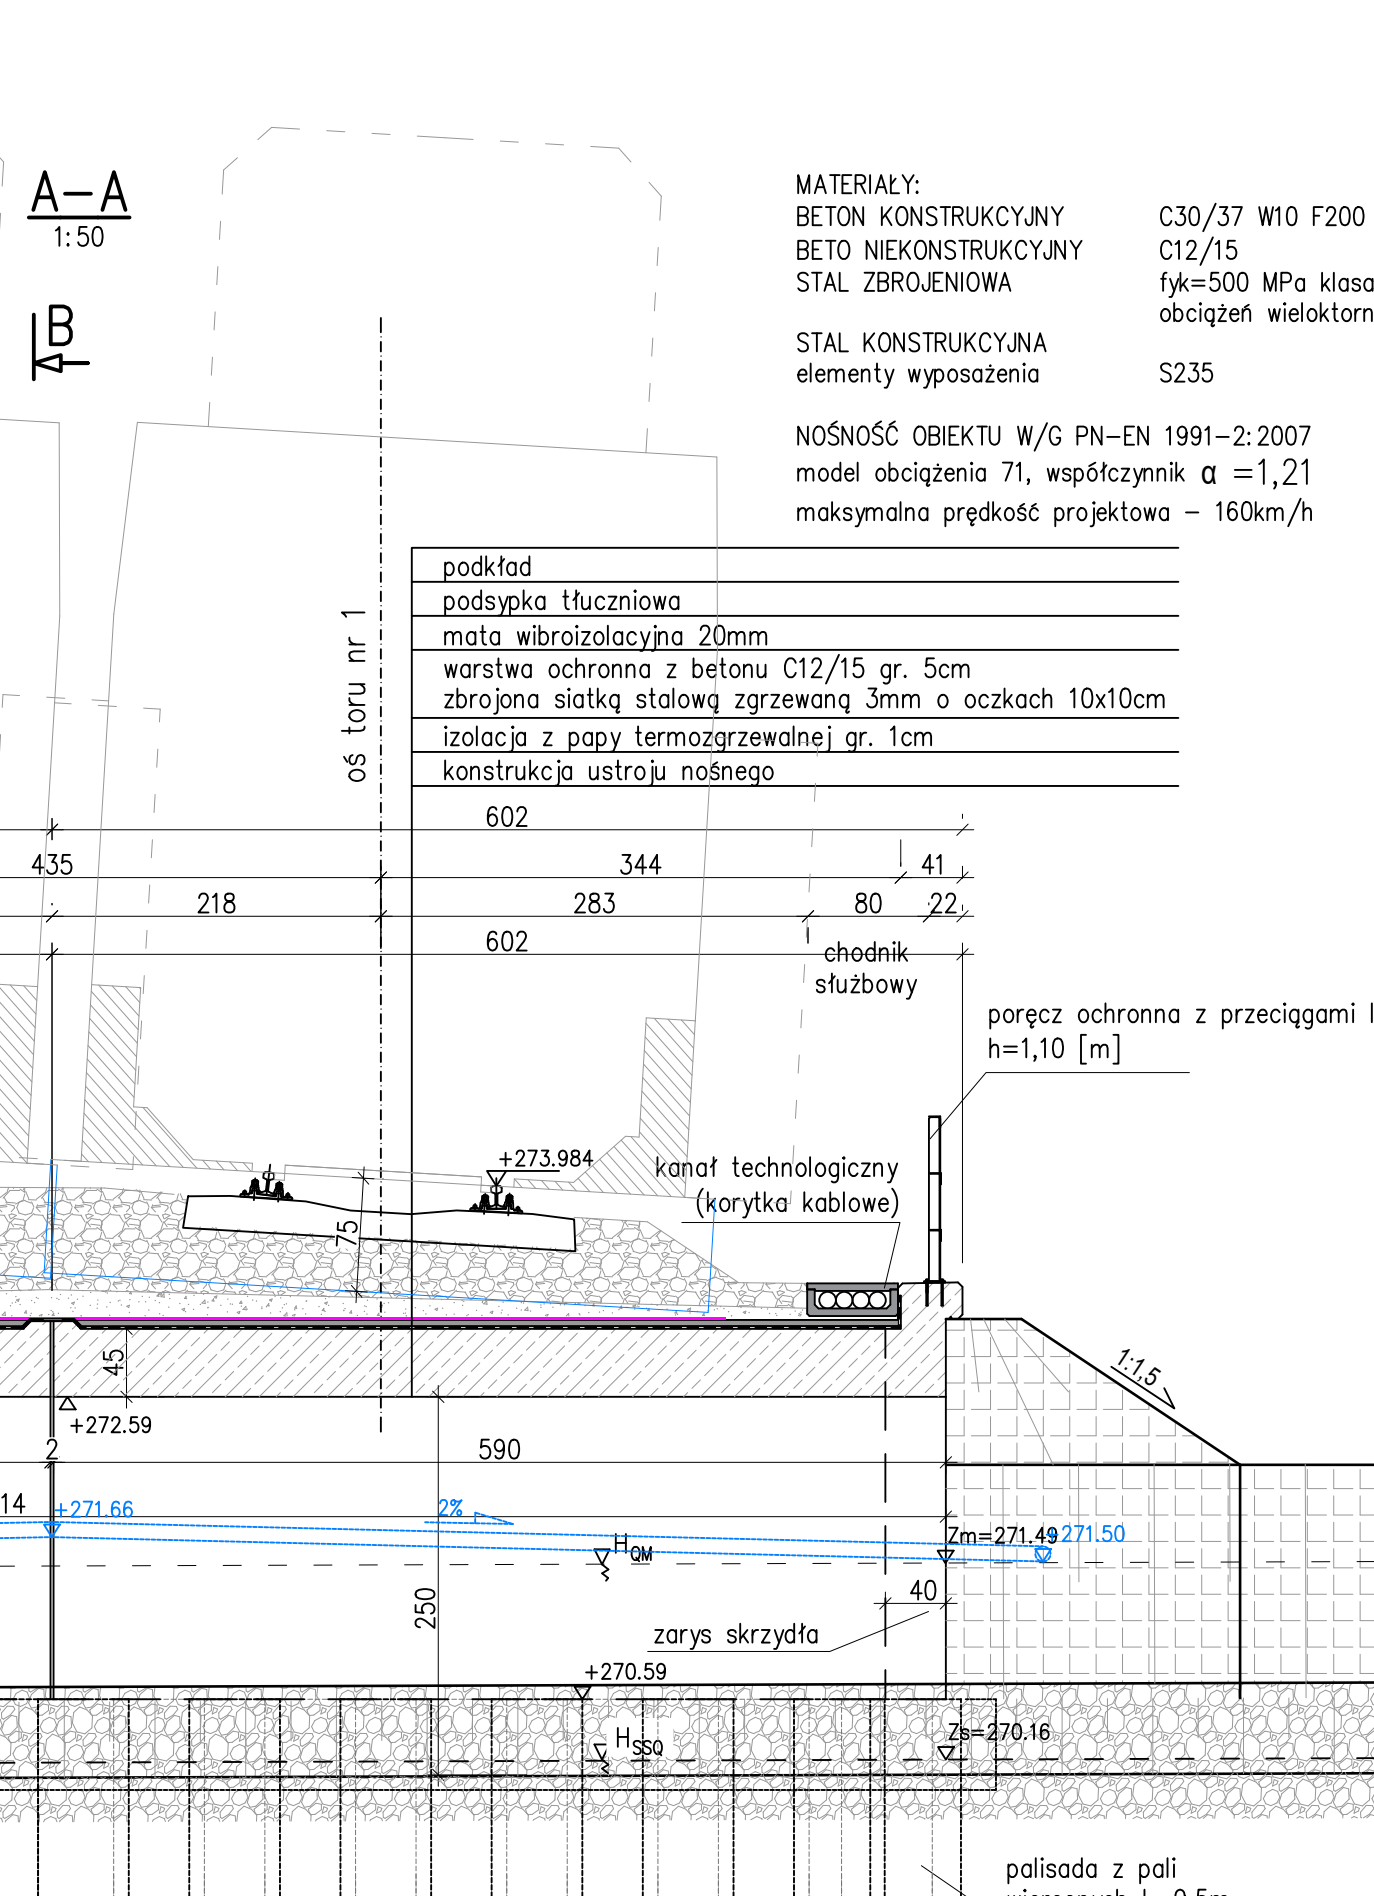 A-A
1:50
B
MATERIAŁY:
BETON KONSTRUKCYJNY C30/37 W10 F200
BETO NIEKONSTRUKCYJNY C12/15
STAL ZBROJENIOWA fyk=500 MPa klasa
obciążeń wieloktorn
STAL KONSTRUKCYJNA
elementy wyposażenia S235
NOŚNOŚĆ OBIEKTU W/G PN-EN 1991-2:2007
model obciążenia 71, współczynnik α =1,21
maksymalna prędkość projektowa - 160km/h
oś toru nr 1
podkład
podsypka tłuczniowa
mata wibroizolacyjna 20mm
warstwa ochronna z betonu C12/15 gr. 5cm
zbrojona siatką stalową zgrzewaną 3mm o oczkach 10x10cm
izolacja z papy termozgrzewalnej gr. 1cm
konstrukcja ustroju nośnego
602
435 344 41
218 283 80 22
602
chodnik
służbowy
poręcz ochronna z przeciągami
h=1,10 [m]
+273.984
kanał technologiczny
(korytka kablowe)
75
45
1:1,5
+272.59
2 590
14 +271.66 2%
Zm=271.49 +271.50
HQM
250
40
zarys skrzydła
+270.59
HSSQ
Zs=270.16
palisada z pali